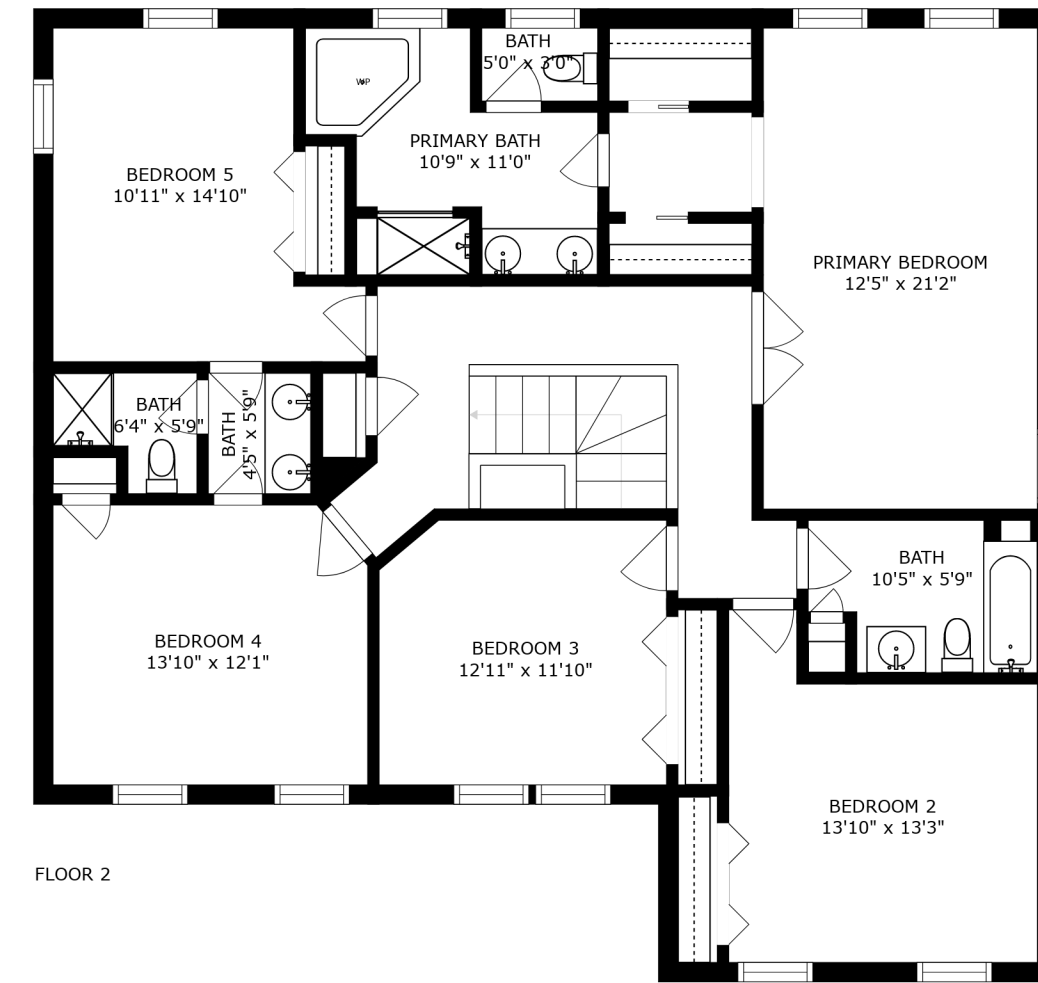 BATH
5'0" x 3'0"
WP
PRIMARY BATH
10'9" x 11'0"
BEDROOM 5
10'11" x 14'10"
PRIMARY BEDROOM
12'5" x 21'2"
BATH
6'4" x 5'9"
BATH
4'5" x 5'9"
BATH
10'5" x 5'9"
BEDROOM 4
13'10" x 12'1"
BEDROOM 3
12'11" x 11'10"
BEDROOM 2
13'10" x 13'3"
FLOOR 2